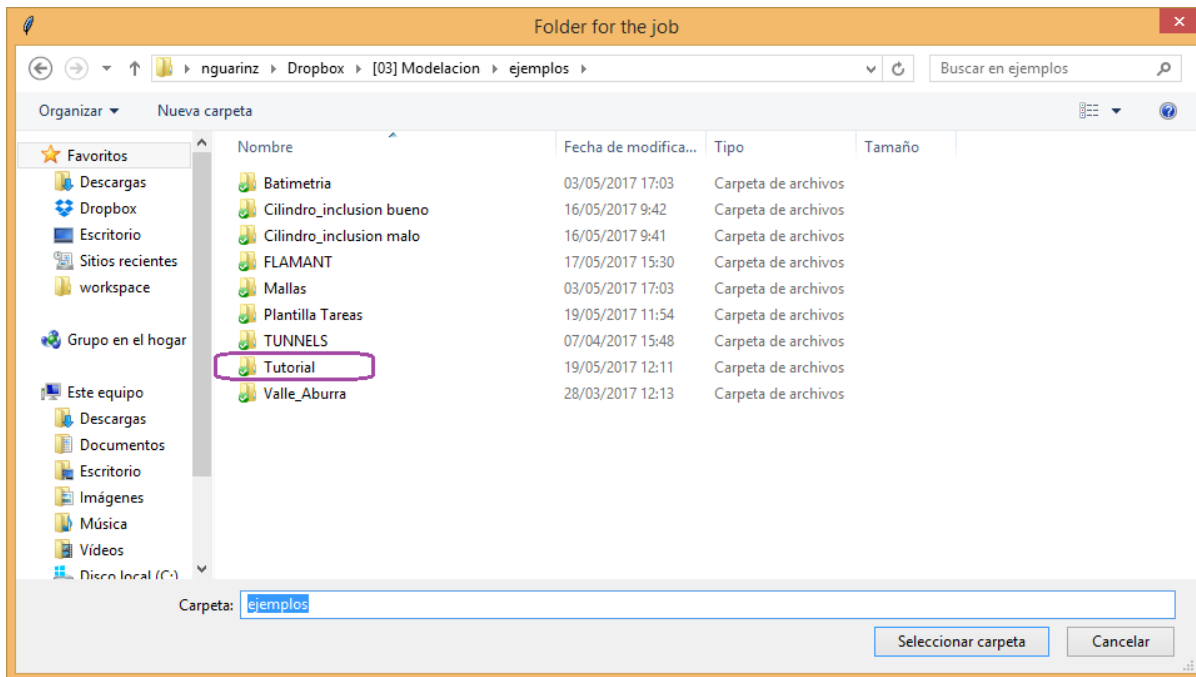 Folder for the job
nguarinz Dropbox [03] Modelacion ejemplos Buscar en ejemplos
Organizar Nueva carpeta
Nombre Fecha de modifica... Tipo Tamaño
Favoritos
Descargas
Dropbox
Escritorio
Sitios recientes
workspace
Grupo en el hogar
Este equipo
Descargas
Documentos
Escritorio
Imágenes
Música
Vídeos
Disco local (C:)
Batimetria 03/05/2017 17:03 Carpeta de archivos
Cilindro_inclusion bueno 16/05/2017 9:42 Carpeta de archivos
Cilindro_inclusion malo 16/05/2017 9:41 Carpeta de archivos
FLAMANT 17/05/2017 15:30 Carpeta de archivos
Mallas 03/05/2017 17:03 Carpeta de archivos
Plantilla Tareas 19/05/2017 11:54 Carpeta de archivos
TUNNELS 07/04/2017 15:48 Carpeta de archivos
Tutorial 19/05/2017 12:11 Carpeta de archivos
Valle_Aburra 28/03/2017 12:13 Carpeta de archivos
Carpeta: ejemplos
Seleccionar carpeta Cancelar